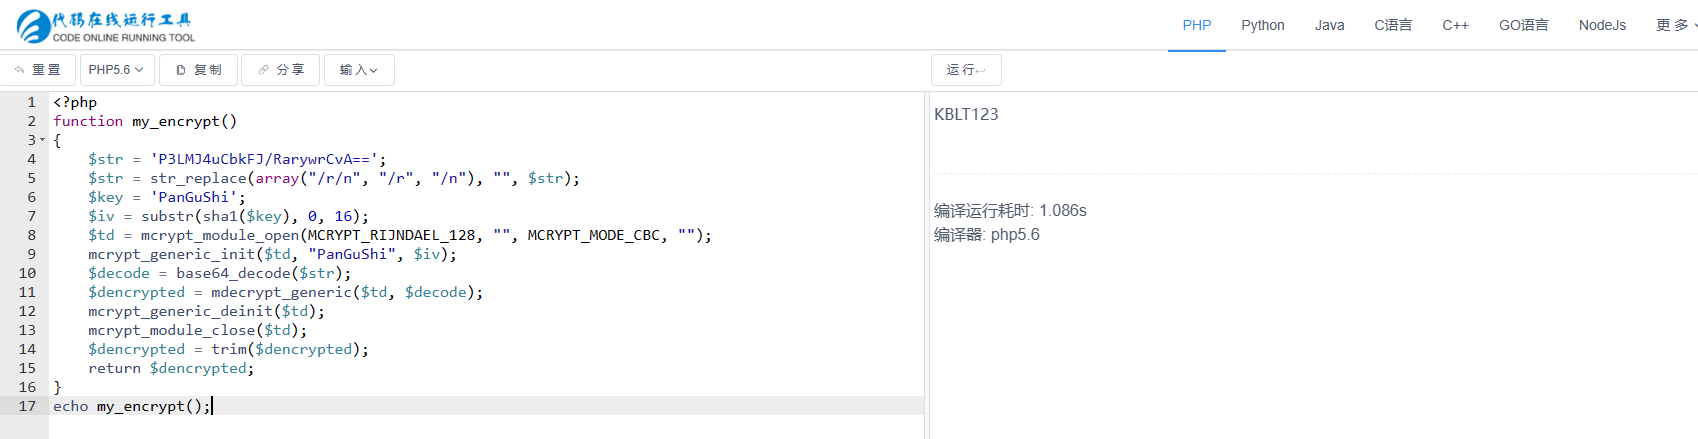 代码在线运行工具
CODE ONLINE RUNNING TOOL
PHP Python Java C语言 C++ GO语言 NodeJs 更多
重置 PHP5.6 复制 分享 输入 运行
1 <?php
2 function my_encrypt()
3 {
4     $str = 'P3LMJ4uCbkFJ/RarywrCvA==';
5     $str = str_replace(array("/r/n", "/r", "/n"), "", $str);
6     $key = 'PanGuShi';
7     $iv = substr(sha1($key), 0, 16);
8     $td = mcrypt_module_open(MCRYPT_RIJNDAEL_128, "", MCRYPT_MODE_CBC, "");
9     mcrypt_generic_init($td, "PanGuShi", $iv);
10     $decode = base64_decode($str);
11     $dencrypted = mdecrypt_generic($td, $decode);
12     mcrypt_generic_deinit($td);
13     mcrypt_module_close($td);
14     $dencrypted = trim($dencrypted);
15     return $dencrypted;
16 }
17 echo my_encrypt();
KBLT123
编译运行耗时: 1.086s
编译器: php5.6